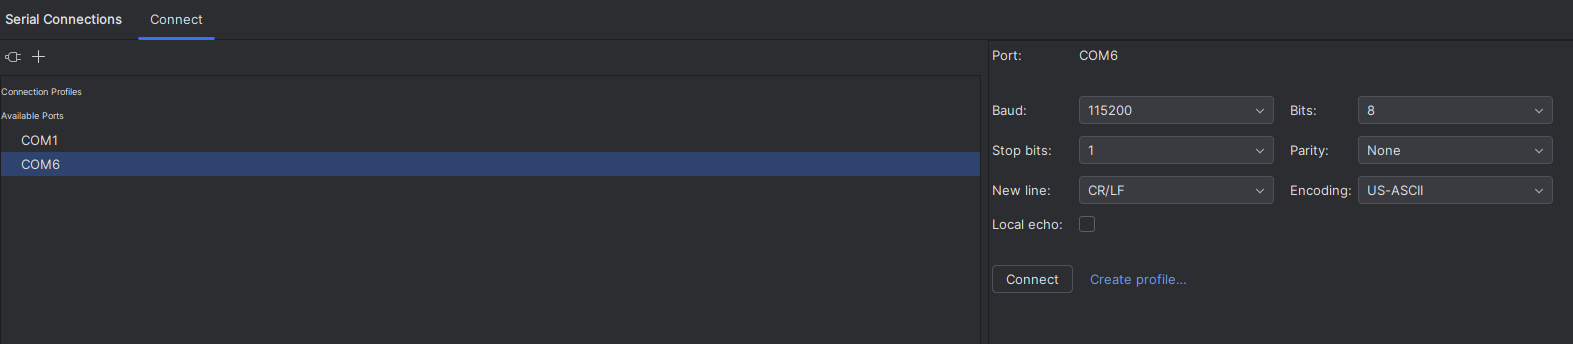 Serial Connections Connect
Connection Profiles
Available Ports
COM1
COM6
Port: COM6
Baud: 115200 Bits: 8
Stop bits: 1 Parity: None
New line: CR/LF Encoding: US-ASCII
Local echo:
Connect Create profile...